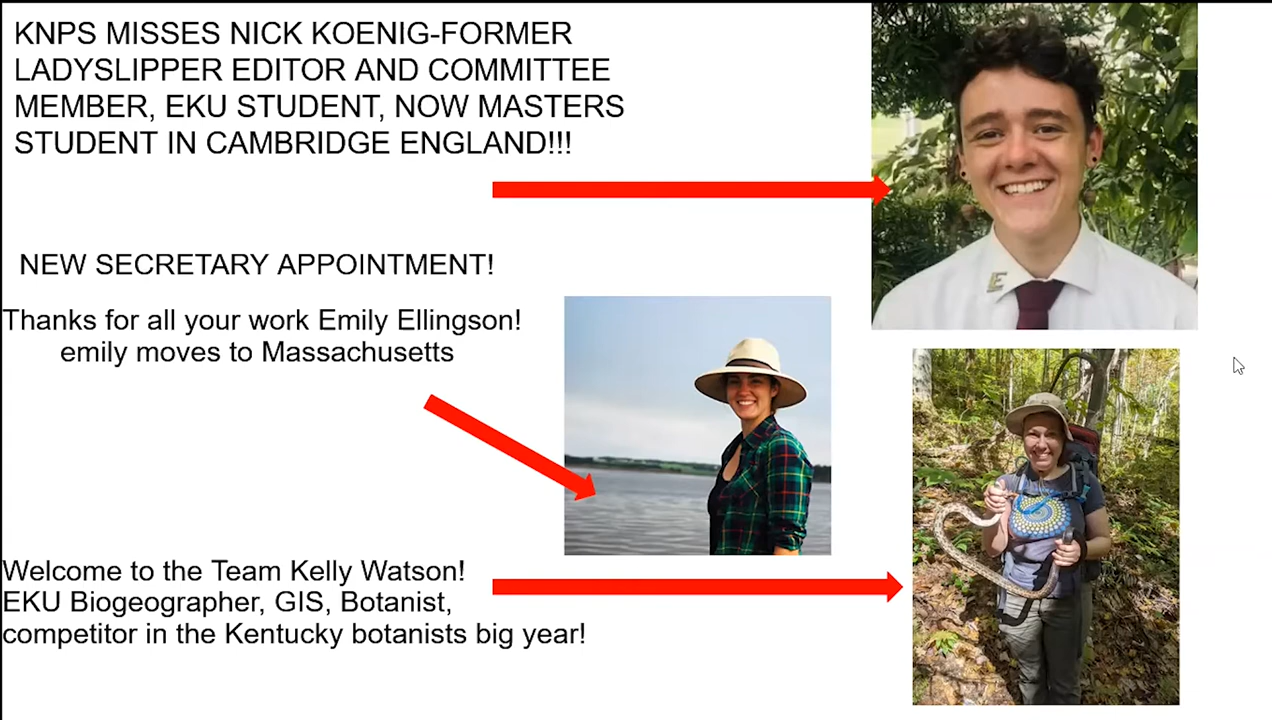 KNPS MISSES NICK KOENIG-FORMER
LADYSLIPPER EDITOR AND COMMITTEE
MEMBER, EKU STUDENT, NOW MASTERS
STUDENT IN CAMBRIDGE ENGLAND!!!
E
NEW SECRETARY APPOINTMENT!
Thanks for all your work Emily Ellingson!
emily moves to Massachusetts
Welcome to the Team Kelly Watson!
EKU Biogeographer, GIS, Botanist,
competitor in the Kentucky botanists big year!